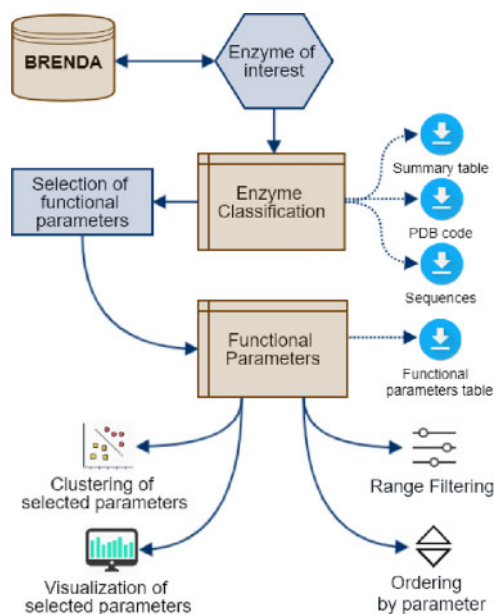 BRENDA
Enzyme of
interest
Selection of
functional
parameters
Enzyme
Classification
Summary table
PDB code
Sequences
Functional
Parameters
Functional
parameters table
Clustering of
selected parameters
Range Filtering
Visualization of
selected parameters
Ordering
by parameter